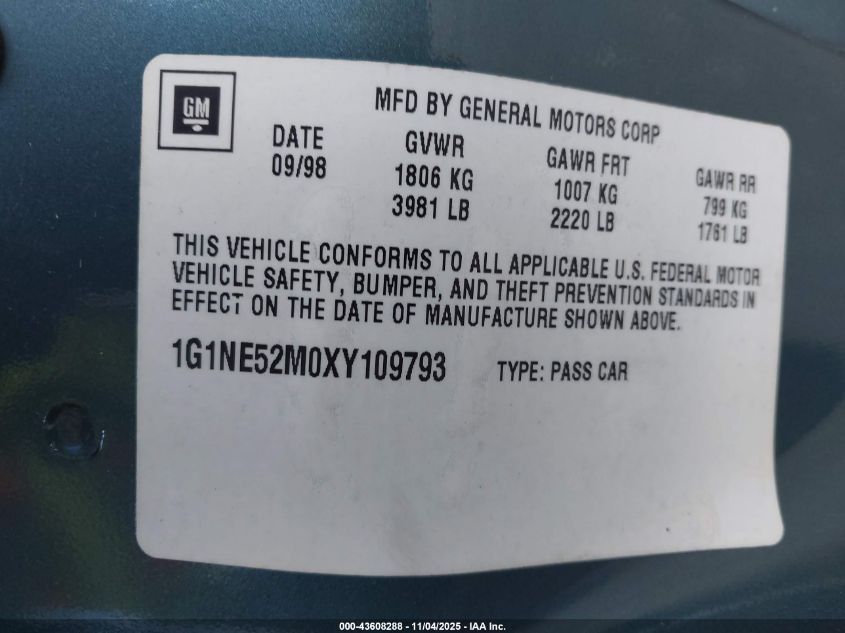 GM
MFD BY GENERAL MOTORS CORP
DATE GVWR GAWR FRT GAWR RR
09/98 1806 KG 1007 KG 799 KG
3981 LB 2220 LB 1761 LB
THIS VEHICLE CONFORMS TO ALL APPLICABLE U.S. FEDERAL MOTOR
VEHICLE SAFETY, BUMPER, AND THEFT PREVENTION STANDARDS IN
EFFECT ON THE DATE OF MANUFACTURE SHOWN ABOVE.
1G1NE52M0XY109793 TYPE: PASS CAR
000-43608288 - 11/04/2025 - IAA Inc.